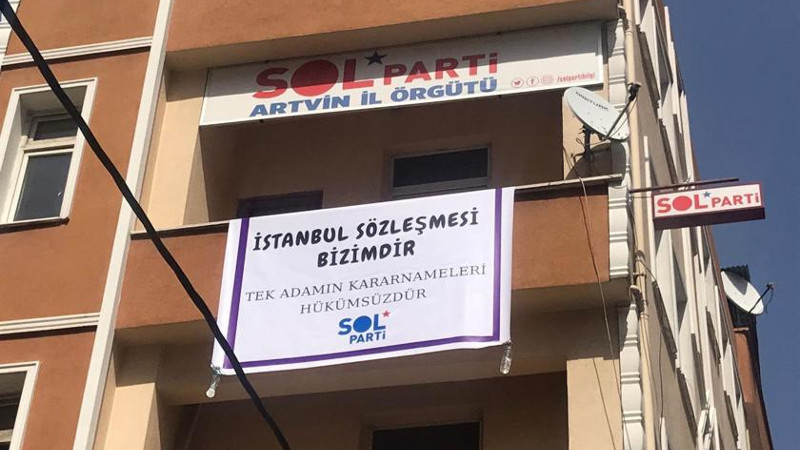 SOL PARTİ
ARTVİN İL ÖRGÜTÜ
/solpartibilgi
SOL PARTİ
İSTANBUL SÖZLEŞMESİ
BİZİMDİR
TEK ADAMIN KARARNAMELERİ
HÜKÜMSÜZDÜR
SOL
PARTİ